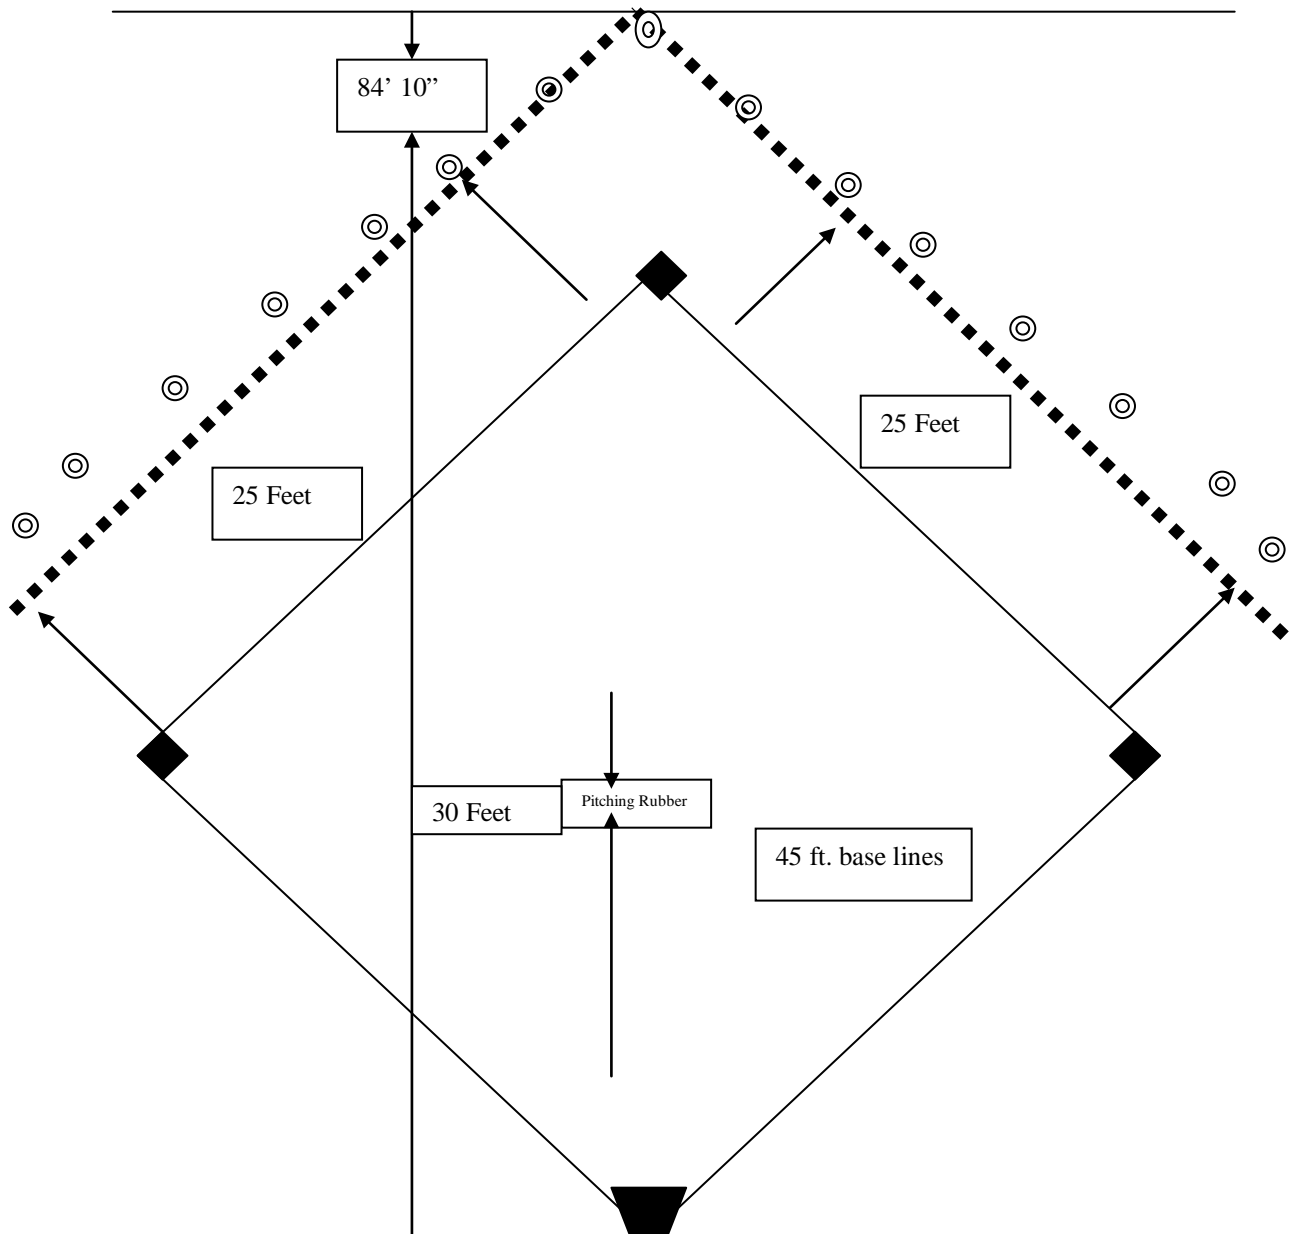 84’ 10”
25 Feet
25 Feet
Pitching Rubber
30 Feet
45 ft. base lines